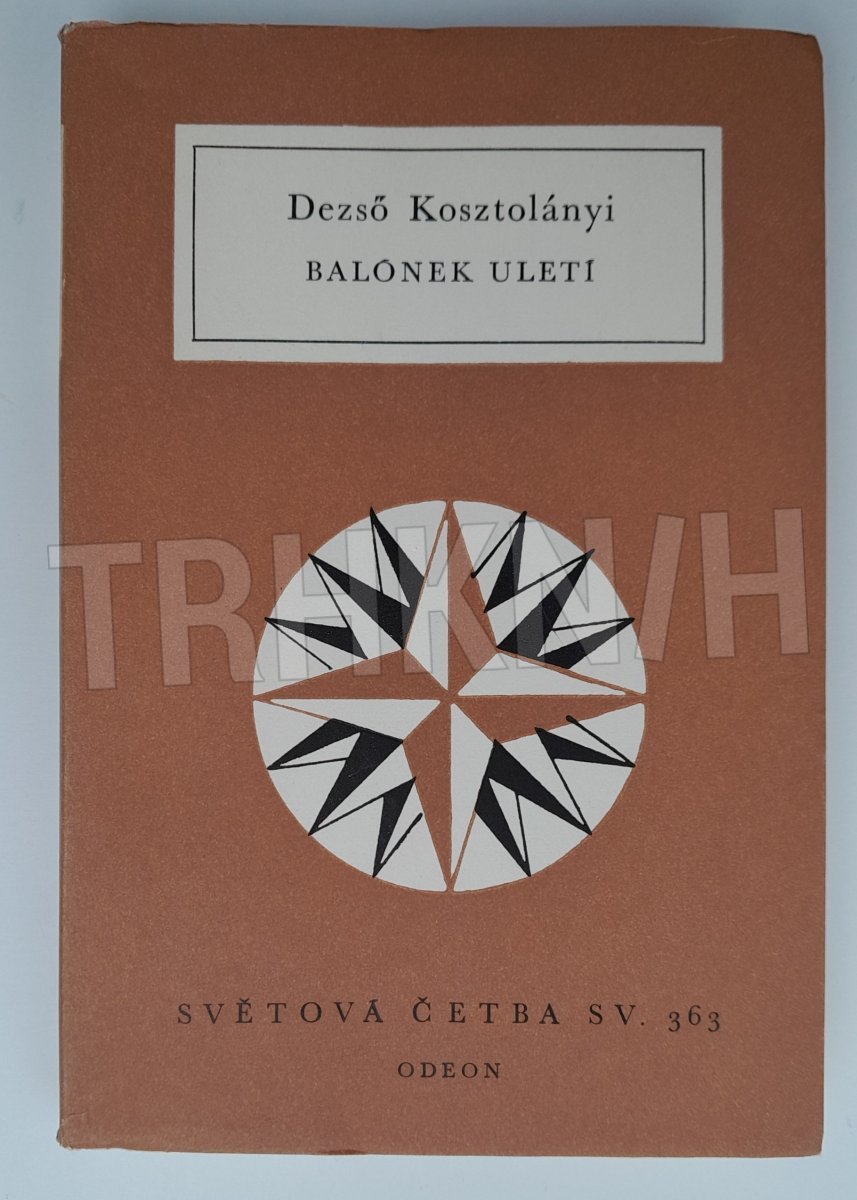 Dezső Kosztolányi
BALÓNEK ULETÍ
TRHKNIH
SVĚTOVÁ ČETBA SV. 363
ODEON